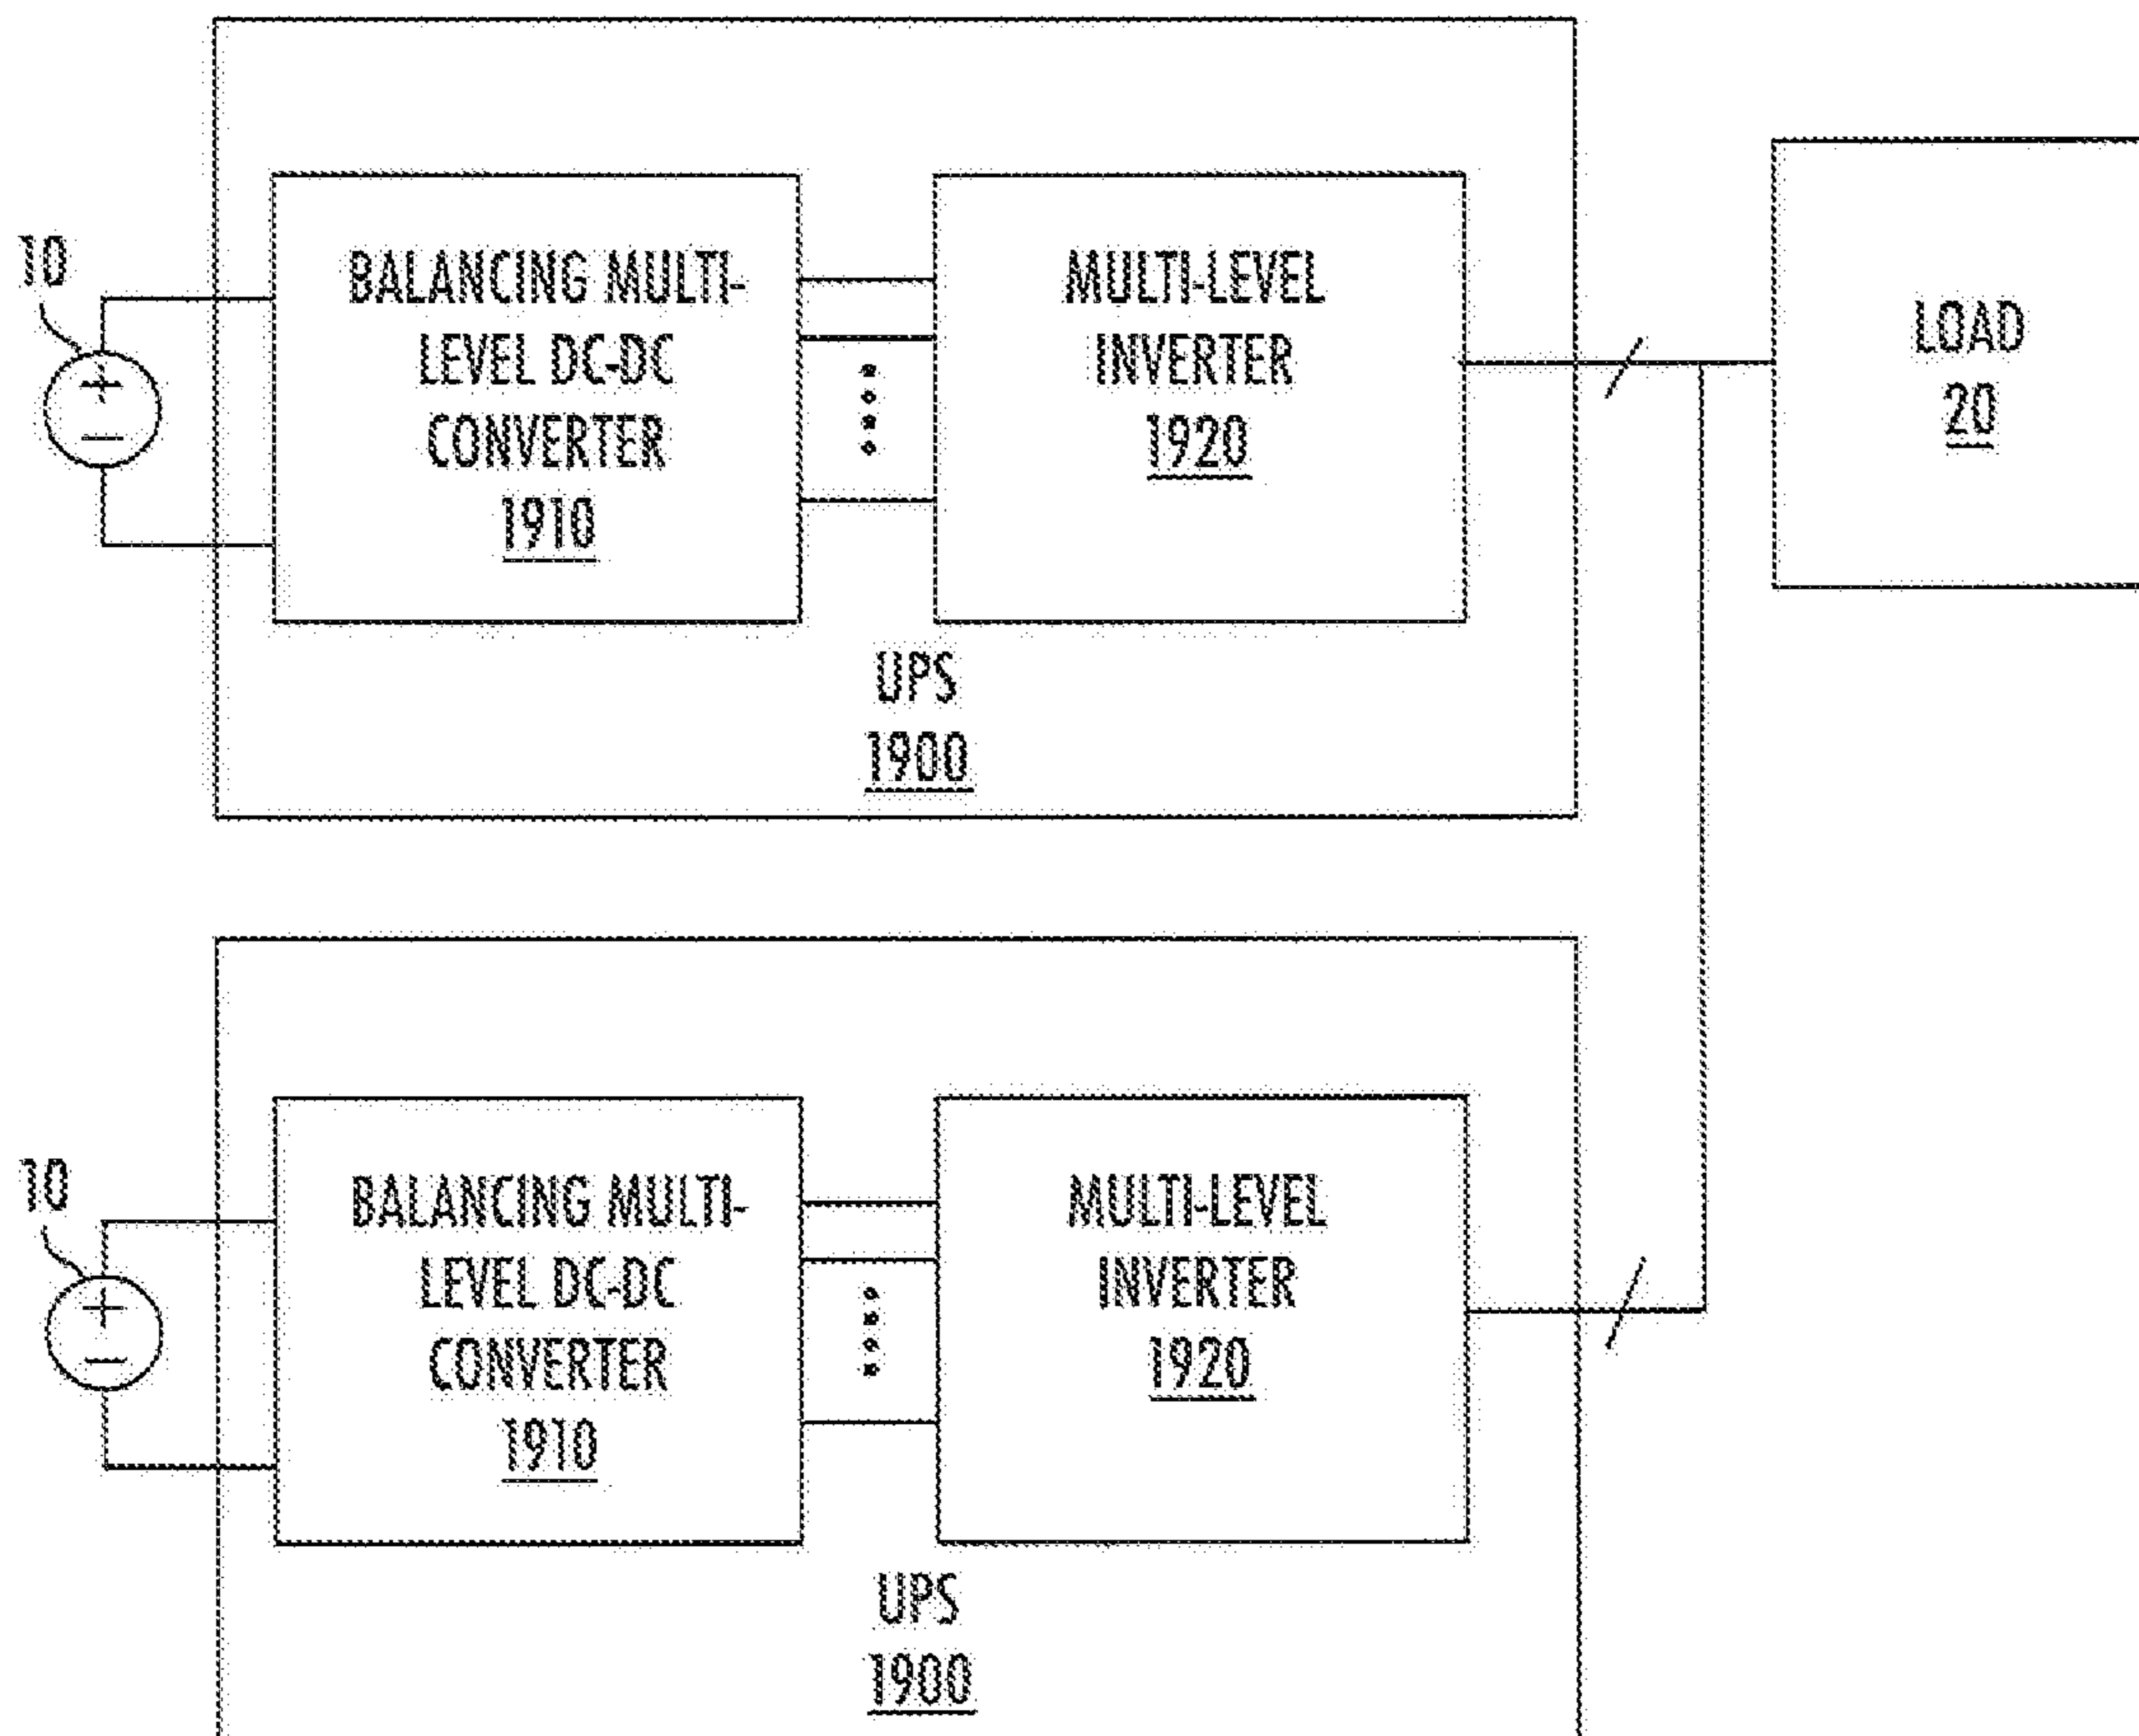 10
BALANCING MULTI-
LEVEL DC-DC
CONVERTER
1910
MULTI-LEVEL
INVERTER
1920
LOAD
20
UPS
1900
10
BALANCING MULTI-
LEVEL DC-DC
CONVERTER
1910
MULTI-LEVEL
INVERTER
1920
UPS
1900